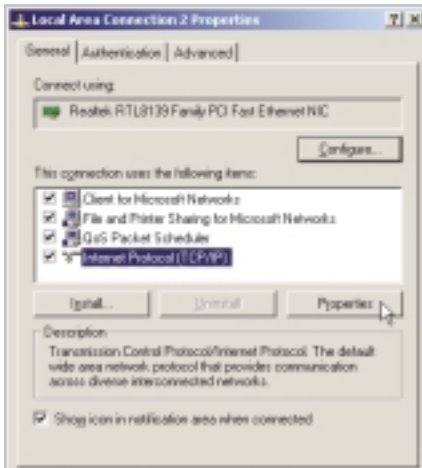 Local Area Connection 2 Properties
General Authentication Advanced
Connect using:
Realtek RTL8139 Family PCI Fast Ethernet NIC
Configure...
This connection uses the following items:
Client for Microsoft Networks
File and Printer Sharing for Microsoft Networks
QoS Packet Scheduler
Internet Protocol (TCP/IP)
Install... Uninstall Properties
Description
Transmission Control Protocol/Internet Protocol. The default
wide area network protocol that provides communication
across diverse interconnected networks.
Show icon in notification area when connected